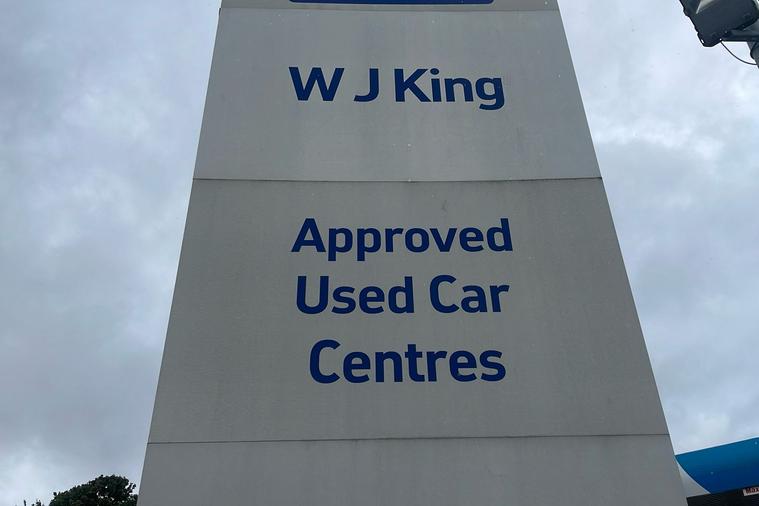 W J King
Approved
Used Car
Centres